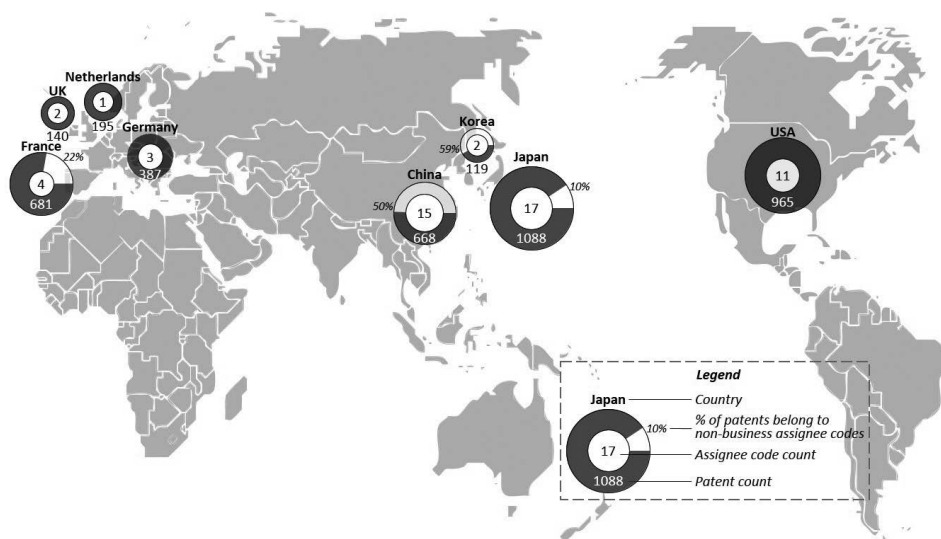 Netherlands
1
195
UK
2
140
Germany
3
387
France
22%
4
681
Korea
59%
2
119
China
50%
15
668
Japan
10%
17
1088
USA
11
965
Legend
Japan
Country
10%
% of patents belong to
non-business assignee codes
17
Assignee code count
1088
Patent count